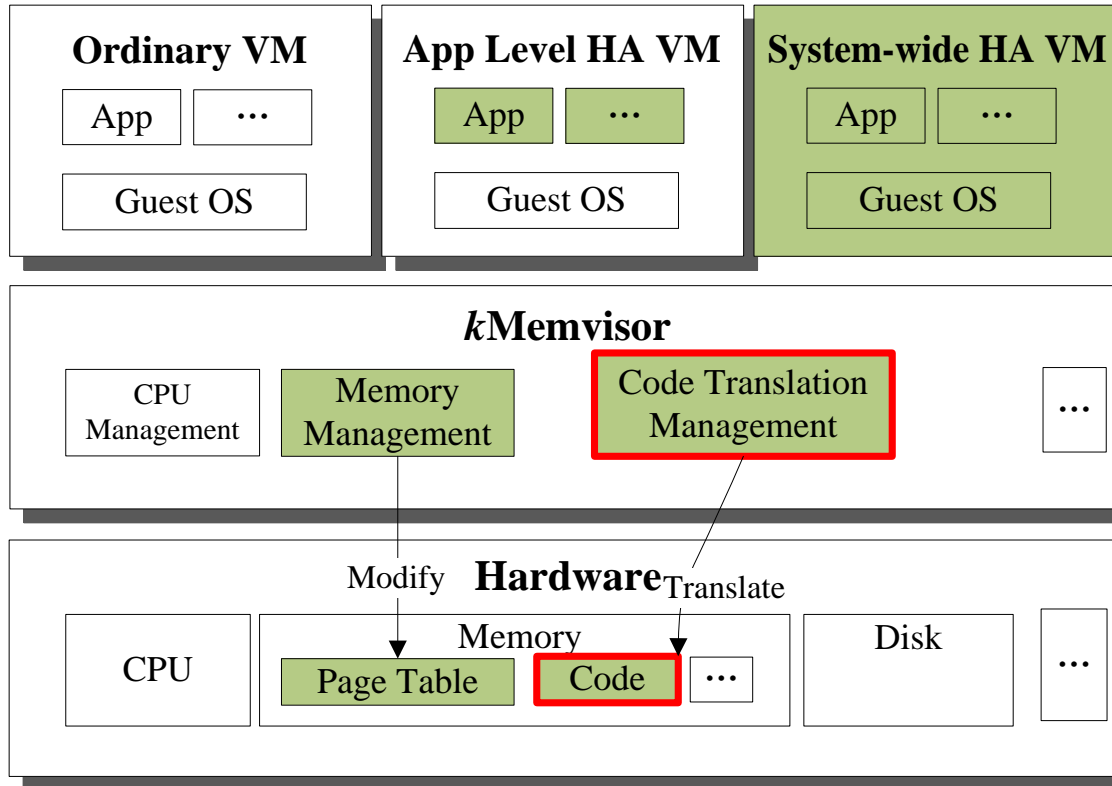 Ordinary VM
App
...
Guest OS
App Level HA VM
App
...
Guest OS
System-wide HA VM
App
...
Guest OS
kMemvisor
CPU
Management
Memory
Management
Code Translation
Management
...
Modify
Hardware
Translate
CPU
Memory
Page Table
Code
...
Disk
...